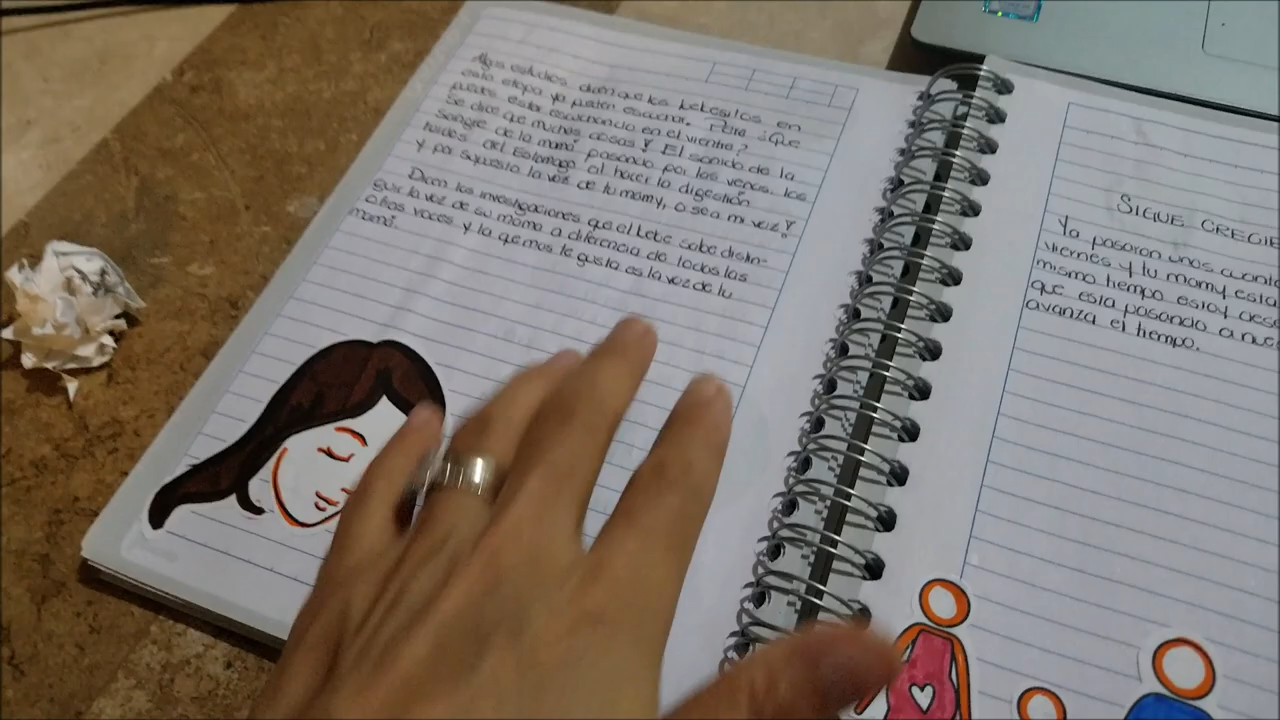 Algos estudios dicen que los bebesitos en
esta etapa ya pueden escuchar. Pero ¿Que
puedes estar escuchando en el vientre?
Se dice que muchas cosas! El sonido de la
sangre de la mamá pasando por las venas. los
ruidos del Estomago al hacer la digestión
y por supuesto la voz de tu mamy, o sea mi voz!
Dicen las investigaciones que el bebe sabe distin-
guir la voz de su mama a diferencia de todas las
otras voces y la que mas te gusta es la voz de tu
mamá.
SIGUE CRECIE
Ya pasaron unos cuant
viernes y tu mamy esta
mismo tiempo estoy des
que esta pasando a nue
avanza el tiempo.